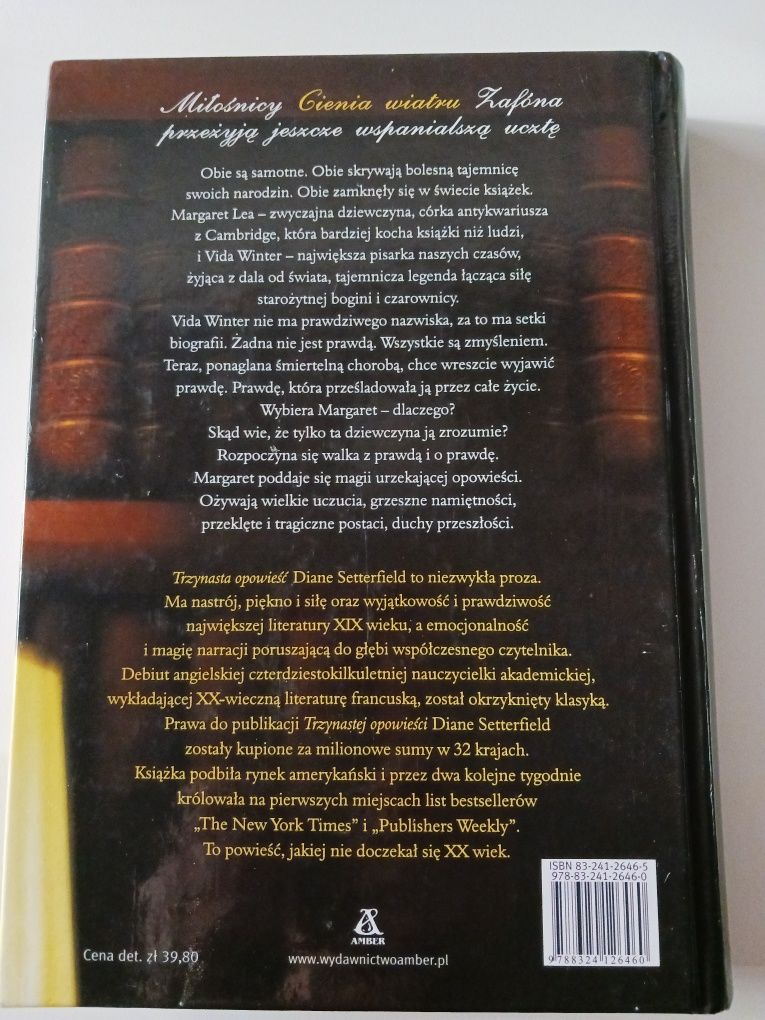 Miłośnicy Cienia wiatru Zafóna
przeżyją jeszcze wspanialszą ucztę
Obie są samotne. Obie skrywają bolesną tajemnicę
swoich narodzin. Obie zamknęły się w świecie książek.
Margaret Lea – zwyczajna dziewczyna, córka antykwariusza
z Cambridge, która bardziej kocha książki niż ludzi,
i Vida Winter – największa pisarka naszych czasów,
żyjąca z dala od świata, tajemnicza legenda łącząca siłę
starożytnej bogini i czarownicy.
Vida Winter nie ma prawdziwego nazwiska, za to ma setki
biografii. Żadna nie jest prawdą. Wszystkie są zmyśleniem.
Teraz, ponaglana śmiertelną chorobą, chce wreszcie wyjawić
prawdę. Prawdę, która prześladowała ją przez całe życie.
Wybiera Margaret – dlaczego?
Skąd wie, że tylko ta dziewczyna ją zrozumie?
Rozpoczyna się walka z prawdą i o prawdę.
Margaret poddaje się magii urzekającej opowieści.
Ożywają wielkie uczucia, grzeszne namiętności,
przeklęte i tragiczne postaci, duchy przeszłości.
Trzynasta opowieść Diane Setterfield to niezwykła proza.
Ma nastrój, piękno i siłę oraz wyjątkowość i prawdziwość
największej literatury XIX wieku, a emocjonalność
i magię narracji poruszającą do głębi współczesnego czytelnika.
Debiut angielskiej czterdziestokilkuletniej nauczycielki akademickiej,
wykładającej XX-wieczną literaturę francuską, został okrzyknięty klasyką.
Prawa do publikacji Trzynastej opowieści Diane Setterfield
zostały kupione za milionowe sumy w 32 krajach.
Książka podbiła rynek amerykański i przez dwa kolejne tygodnie
królowała na pierwszych miejscach list bestsellerów
„The New York Times” i „Publishers Weekly”.
To powieść, jakiej nie doczekał się XX wiek.
ISBN 83-241-2646-5
978-83-241-2646-0
9 788324 126460
AMBER
Cena det. zł 39,80
www.wydawnictwoamber.pl